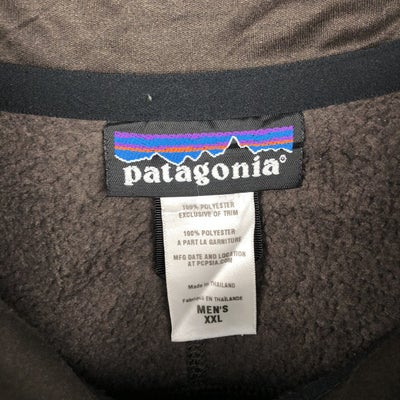 patagonia®
100% POLYESTER
EXCLUSIVE OF TRIM
100% POLYESTER
A PART LA GARNITURE
MFG DATE AND LOCATION
AT PCPSIA.COM
Made in THAILAND
Fabriqué EN THAÏLANDE
MEN'S
XXL